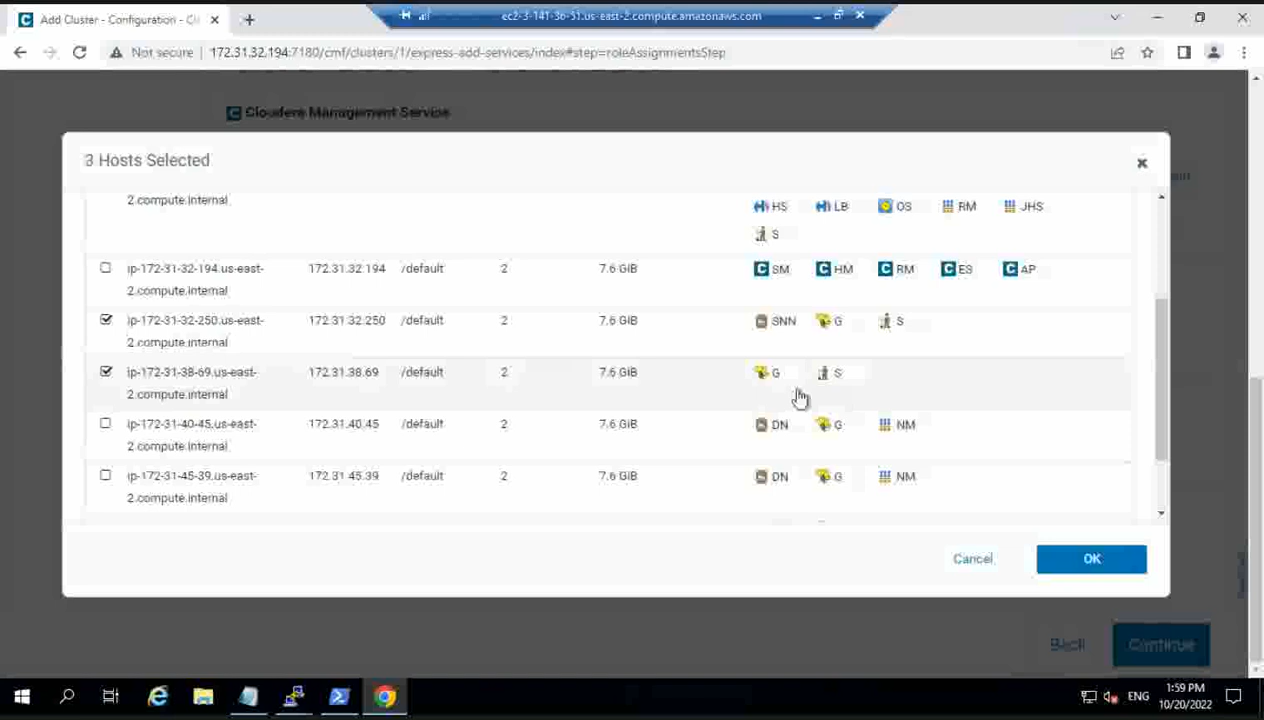 Add Cluster - Configuration - Cl
ec2-3-141-36-51.us-east-2.compute.amazonaws.com
Not secure
172.31.32.194:7180/cmf/clusters/1/express-add-services/index#step=roleAssignmentsStep
Cloudera Management Service
3 Hosts Selected
2.compute.internal
HS LB OS RM JHS
S
ip-172-31-32-194.us-east-
2.compute.internal
172.31.32.194 /default 2 7.6 GiB SM HM RM ES AP
ip-172-31-32-250.us-east-
2.compute.internal
172.31.32.250 /default 2 7.6 GiB SNN G S
ip-172-31-38-69.us-east-
2.compute.internal
172.31.38.69 /default 2 7.6 GiB G S
ip-172-31-40-45.us-east-
2.compute.internal
172.31.40.45 /default 2 7.6 GiB DN G NM
ip-172-31-45-39.us-east-
2.compute.internal
172.31.45.39 /default 2 7.6 GiB DN G NM
Cancel
OK
Back
Continue
ENG
1:59 PM
10/20/2022